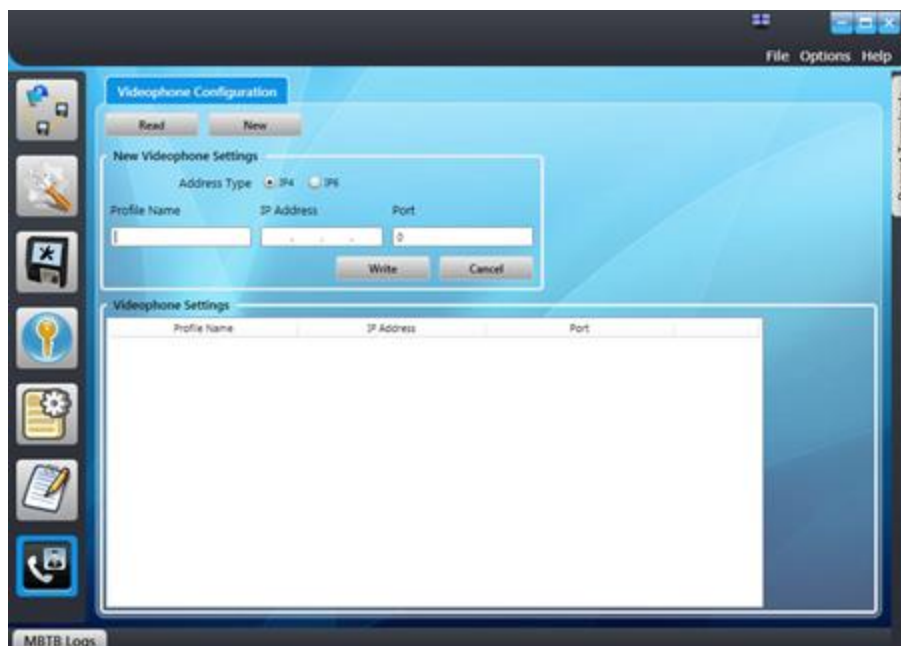 File Options Help
Videophone Configuration
Read New
New Videophone Settings
Address Type IP4 IP6
Profile Name IP Address Port
. . . 0
Write Cancel
Videophone Settings
Profile Name IP Address Port
MBTB Logs